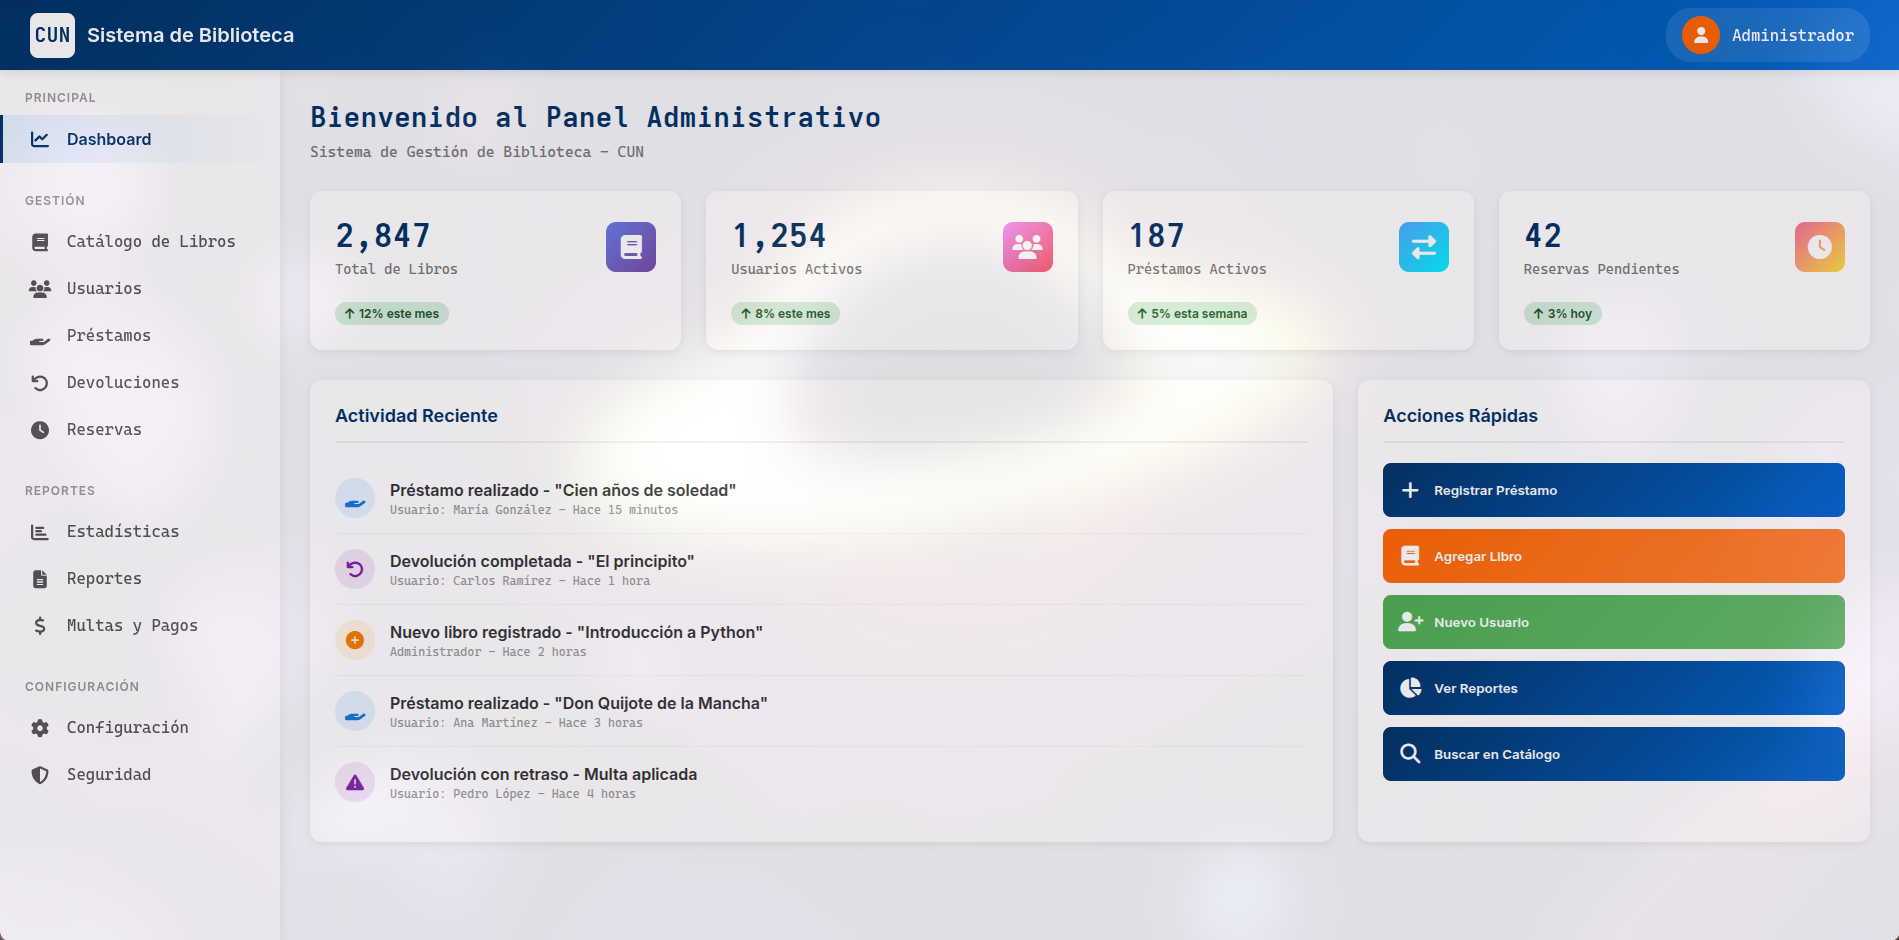 CUN Sistema de Biblioteca
Administrador
PRINCIPAL
Dashboard
GESTIÓN
Catálogo de Libros
Usuarios
Préstamos
Devoluciones
Reservas
REPORTES
Estadísticas
Reportes
Multas y Pagos
CONFIGURACIÓN
Configuración
Seguridad
Bienvenido al Panel Administrativo
Sistema de Gestión de Biblioteca - CUN
2,847
Total de Libros
↑ 12% este mes
1,254
Usuarios Activos
↑ 8% este mes
187
Préstamos Activos
↑ 5% esta semana
42
Reservas Pendientes
↑ 3% hoy
Actividad Reciente
Préstamo realizado - "Cien años de soledad"
Usuario: María González - Hace 15 minutos
Devolución completada - "El principito"
Usuario: Carlos Ramírez - Hace 1 hora
Nuevo libro registrado - "Introducción a Python"
Administrador - Hace 2 horas
Préstamo realizado - "Don Quijote de la Mancha"
Usuario: Ana Martínez - Hace 3 horas
Devolución con retraso - Multa aplicada
Usuario: Pedro López - Hace 4 horas
Acciones Rápidas
Registrar Préstamo
Agregar Libro
Nuevo Usuario
Ver Reportes
Buscar en Catálogo